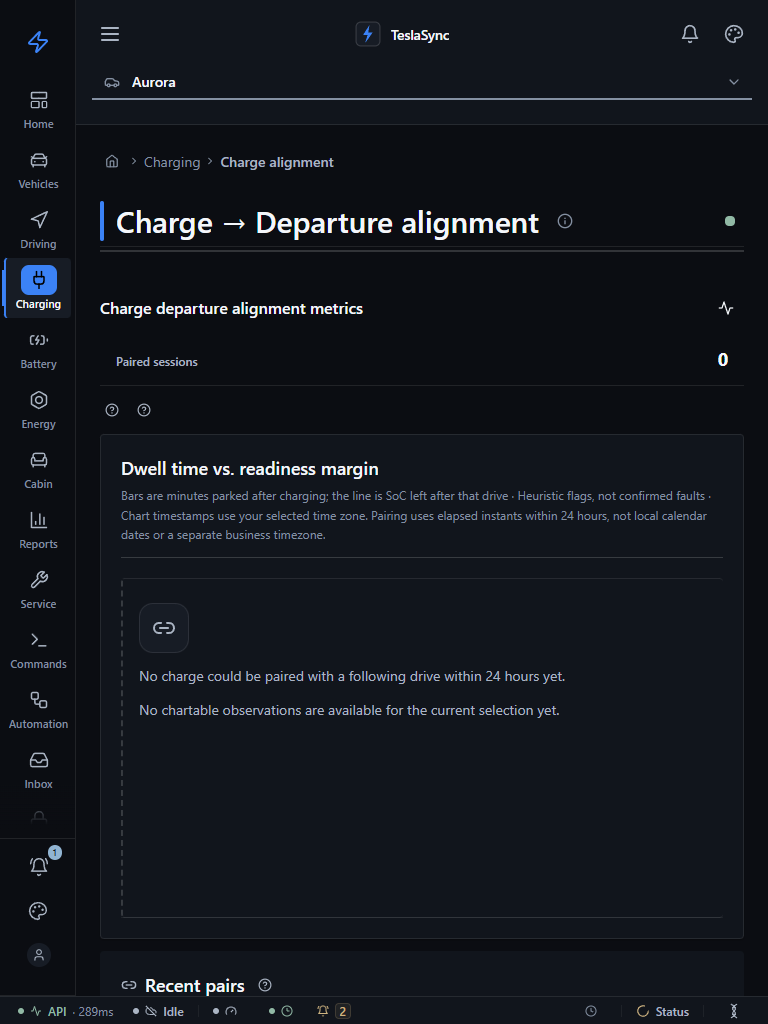 TeslaSync
Aurora
Home
Vehicles
Driving
Charging
Battery
Energy
Cabin
Reports
Service
Commands
Automation
Inbox
1
Charging
Charge alignment
Charge → Departure alignment
Charge departure alignment metrics
Paired sessions
0
Dwell time vs. readiness margin
Bars are minutes parked after charging; the line is SoC left after that drive · Heuristic flags, not confirmed faults ·
Chart timestamps use your selected time zone. Pairing uses elapsed instants within 24 hours, not local calendar
dates or a separate business timezone.
No charge could be paired with a following drive within 24 hours yet.
No chartable observations are available for the current selection yet.
Recent pairs
API · 289ms
Idle
2
Status